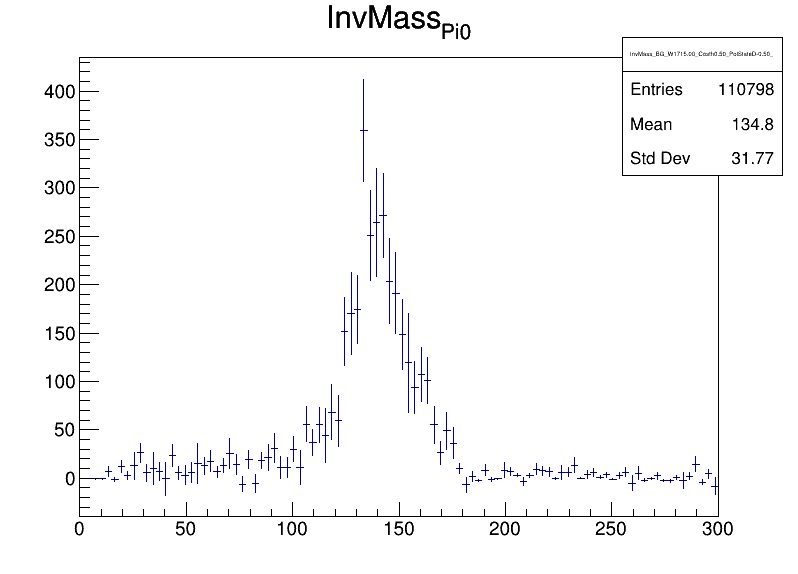 InvMass_Pi0
InvMass_BG_W1715.00_Costh0.50_PolStateD-0.50_
Entries 110798
Mean 134.8
Std Dev 31.77
400
350
300
250
200
150
100
50
0
0 50 100 150 200 250 300